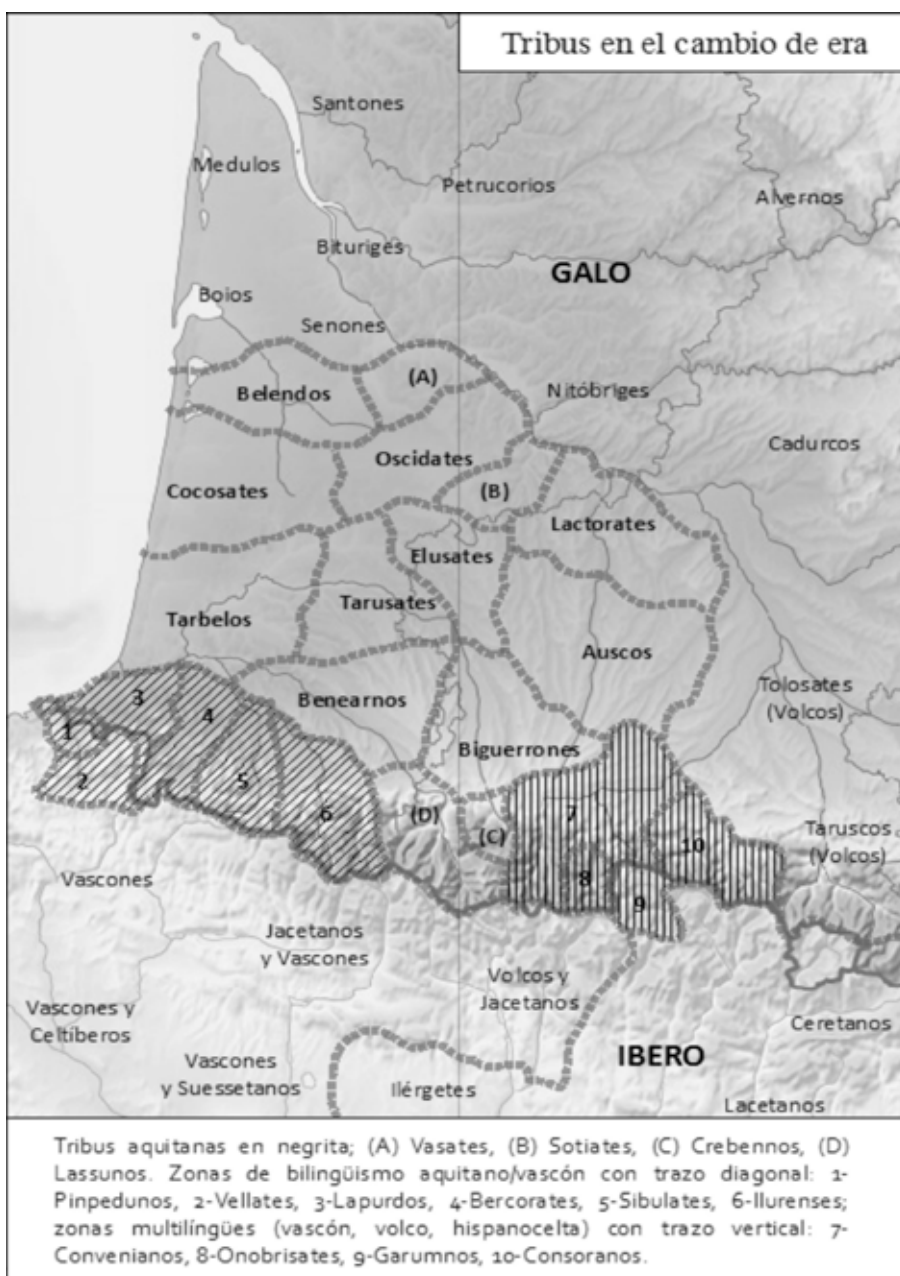 Tribus en el cambio de era
Santones
Medulos
Petrucorios
Alvernos
Bituriges
GALO
Boios
Senones
(A)
Belendos
Nitóbriges
Cadurcos
Oscidates
Cocosates
(B)
Lactorates
Elusates
Tarusates
Tarbelos
Auscos
Benearnos
Tolosates
(Volcos)
3
4
1
Biguerrones
2
5
6
(D)
7
(C)
10
Taruscos
(Volcos)
8
9
Vascones
Jacetanos
y Vascones
Volcos y
Jacetanos
Vascones y
Celtíberos
Ceretanos
Vascones
y Suessetanos
IBERO
Ilérgetes
Lacetanos
Tribus aquitanas en negrita; (A) Vasates, (B) Sotiates, (C) Crebennos, (D)
Lassunos. Zonas de bilingüismo aquitano/vascón con trazo diagonal: 1-
Pinpedunos, 2-Vellates, 3-Lapurdos, 4-Bercorates, 5-Sibulates, 6-Ilurenses;
zonas multilíngües (vascón, volco, hispanocelta) con trazo vertical: 7-
Convenianos, 8-Onobrisates, 9-Garumnos, 10-Consoranos.